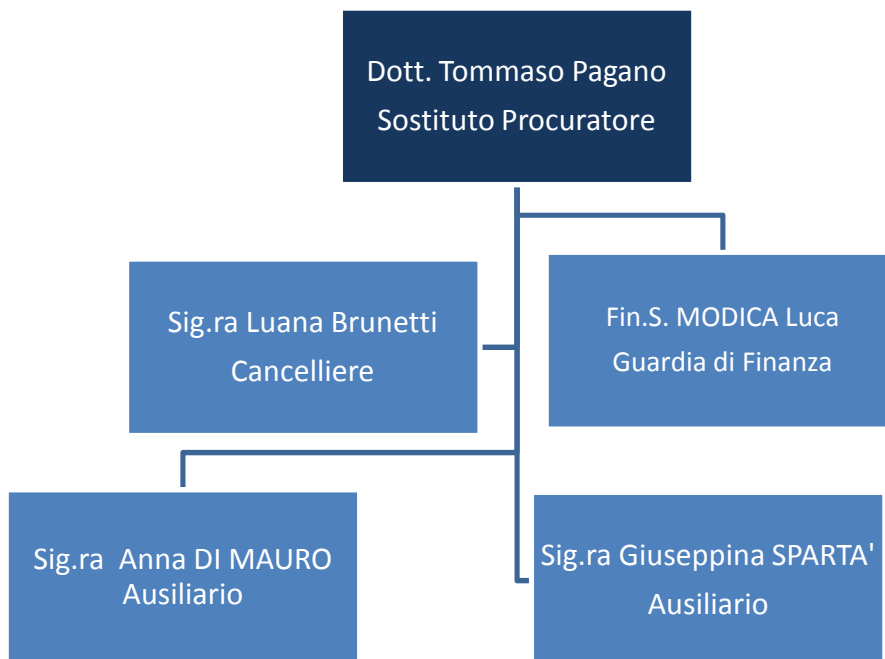 Dott. Tommaso Pagano
Sostituto Procuratore
Sig.ra Luana Brunetti
Cancelliere
Fin.S. MODICA Luca
Guardia di Finanza
Sig.ra  Anna DI MAURO
Ausiliario
Sig.ra Giuseppina SPARTA'
Ausiliario